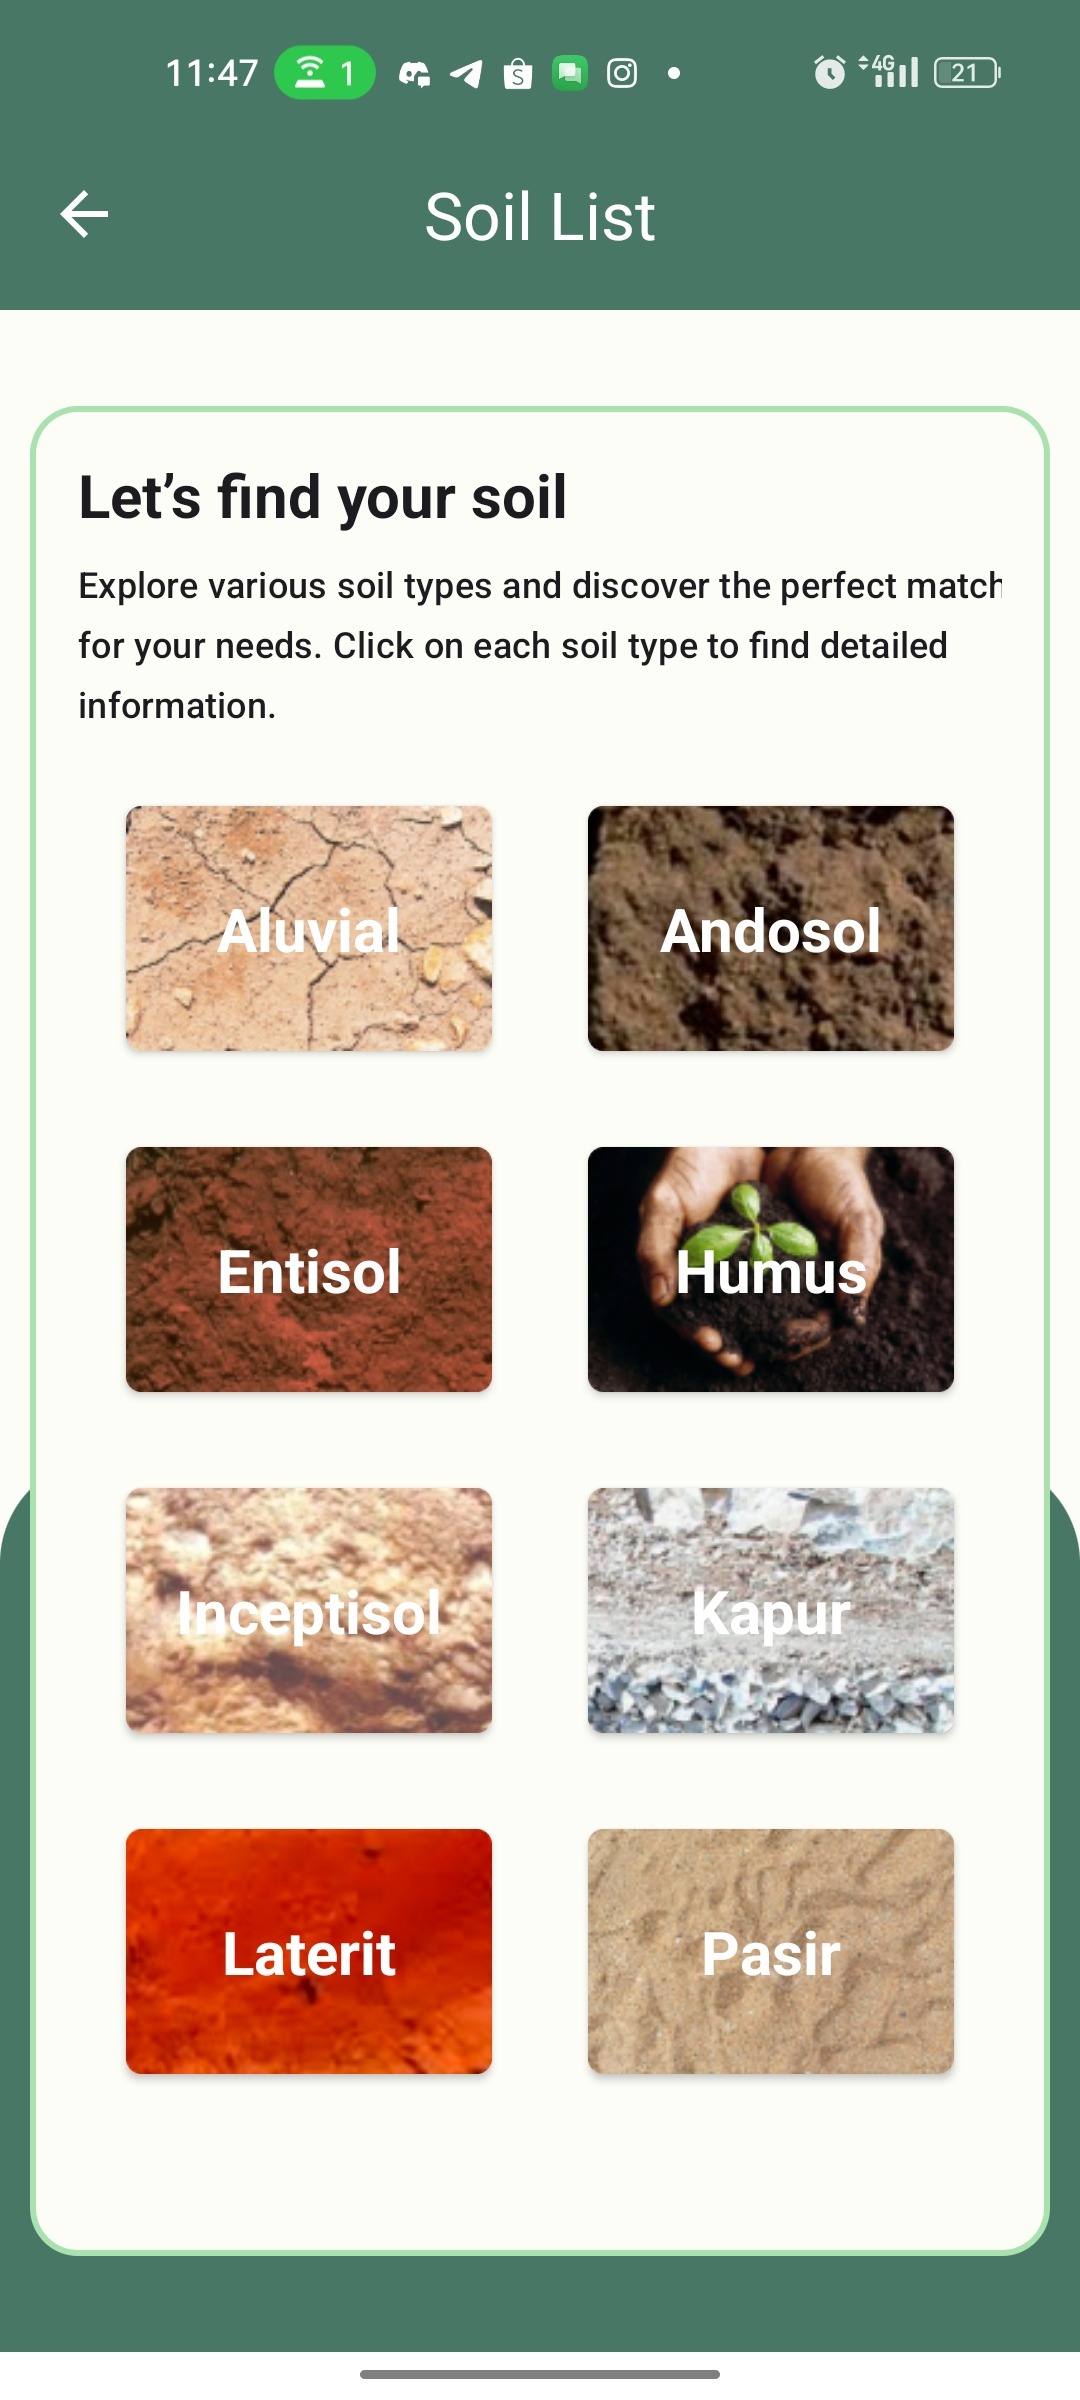 11:47
1
4G
21
Soil List
Let’s find your soil
Explore various soil types and discover the perfect match
for your needs. Click on each soil type to find detailed
information.
Aluvial
Andosol
Entisol
Humus
Inceptisol
Kapur
Laterit
Pasir